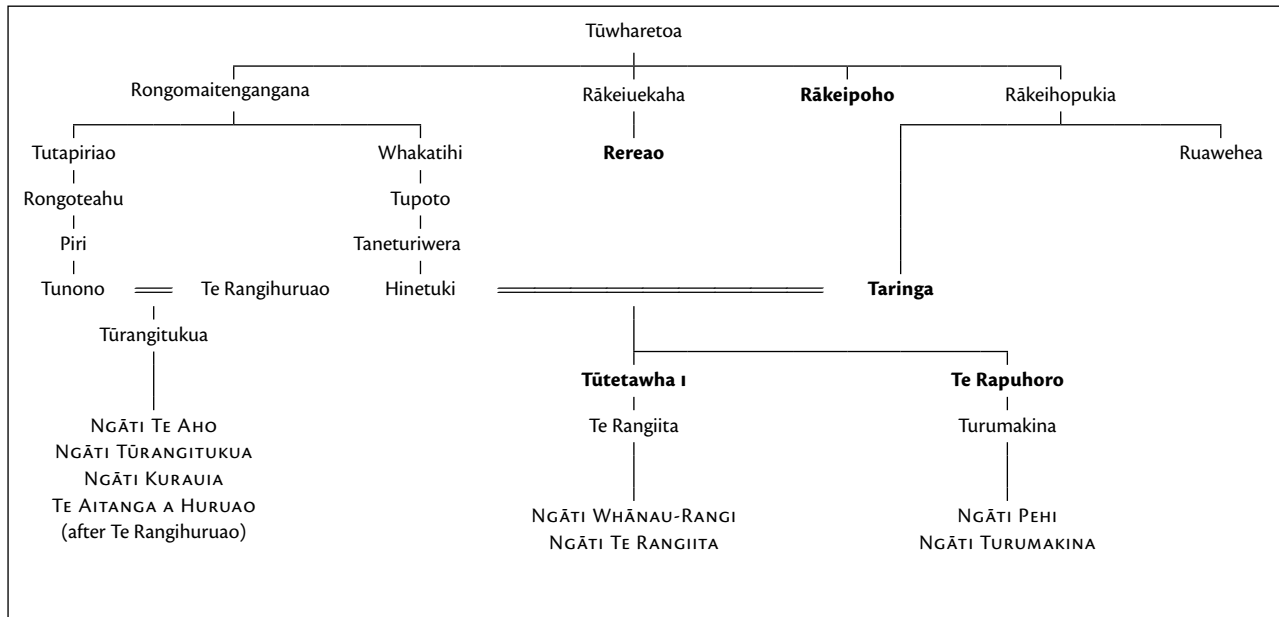 Tūwharetoa
Rongomaitengangana Rākeiuekaha Rākeipoho Rākeihopukia
Tutapiriao Whakatihi Rereao Ruawehea
Rongoteahu Tupoto
Piri Taneturiwera
Tunono Te Rangihuruao Hinetuki Taringa
Tūrangitukua
Tūtetawha I Te Rapuhoro
Ngāti Te Aho Te Rangiita Turumakina
Ngāti Tūrangitukua
Ngāti Kurauia
Te Aitanga a Huruao Ngāti Whānau-Rangi Ngāti Pehi
(after Te Rangihuruao) Ngāti Te Rangiita Ngāti Turumakina